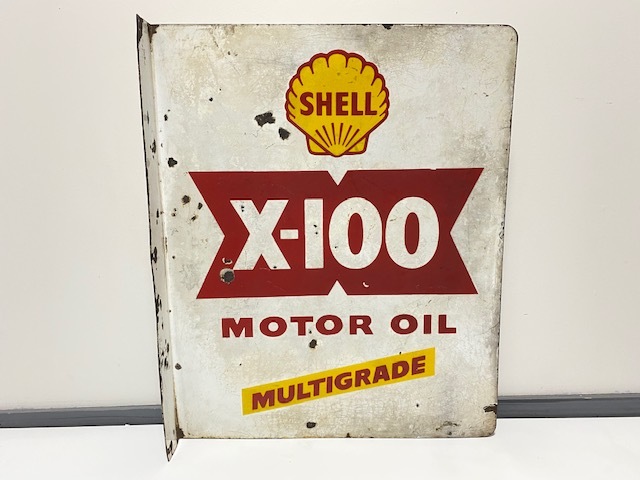 SHELL
X-100
MOTOR OIL
MULTIGRADE